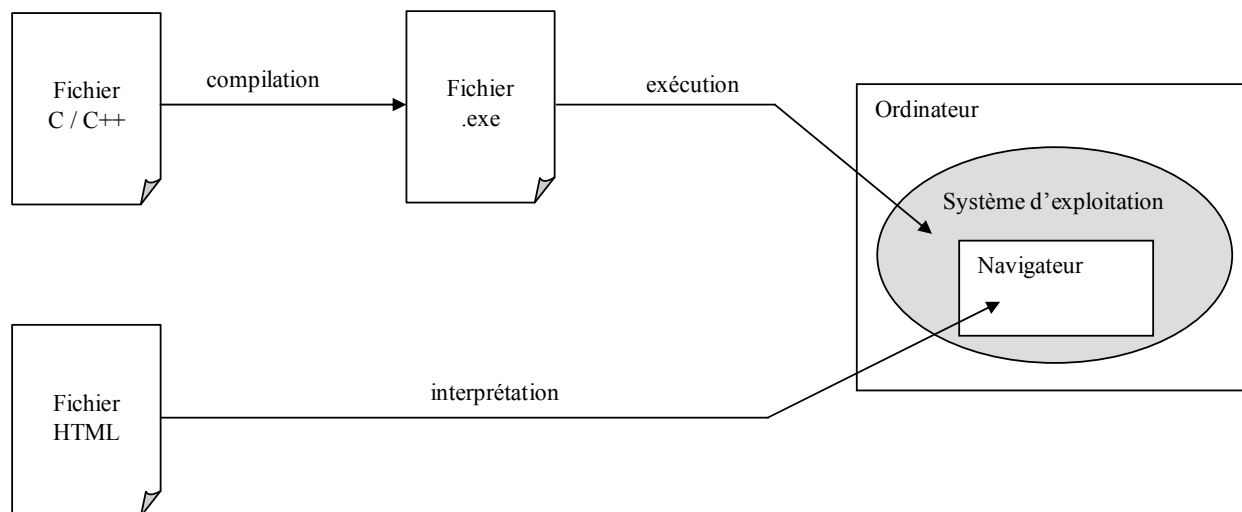 Fichier
C / C++
compilation
Fichier
.exe
exécution
Ordinateur
Système d’exploitation
Navigateur
Fichier
HTML
interprétation